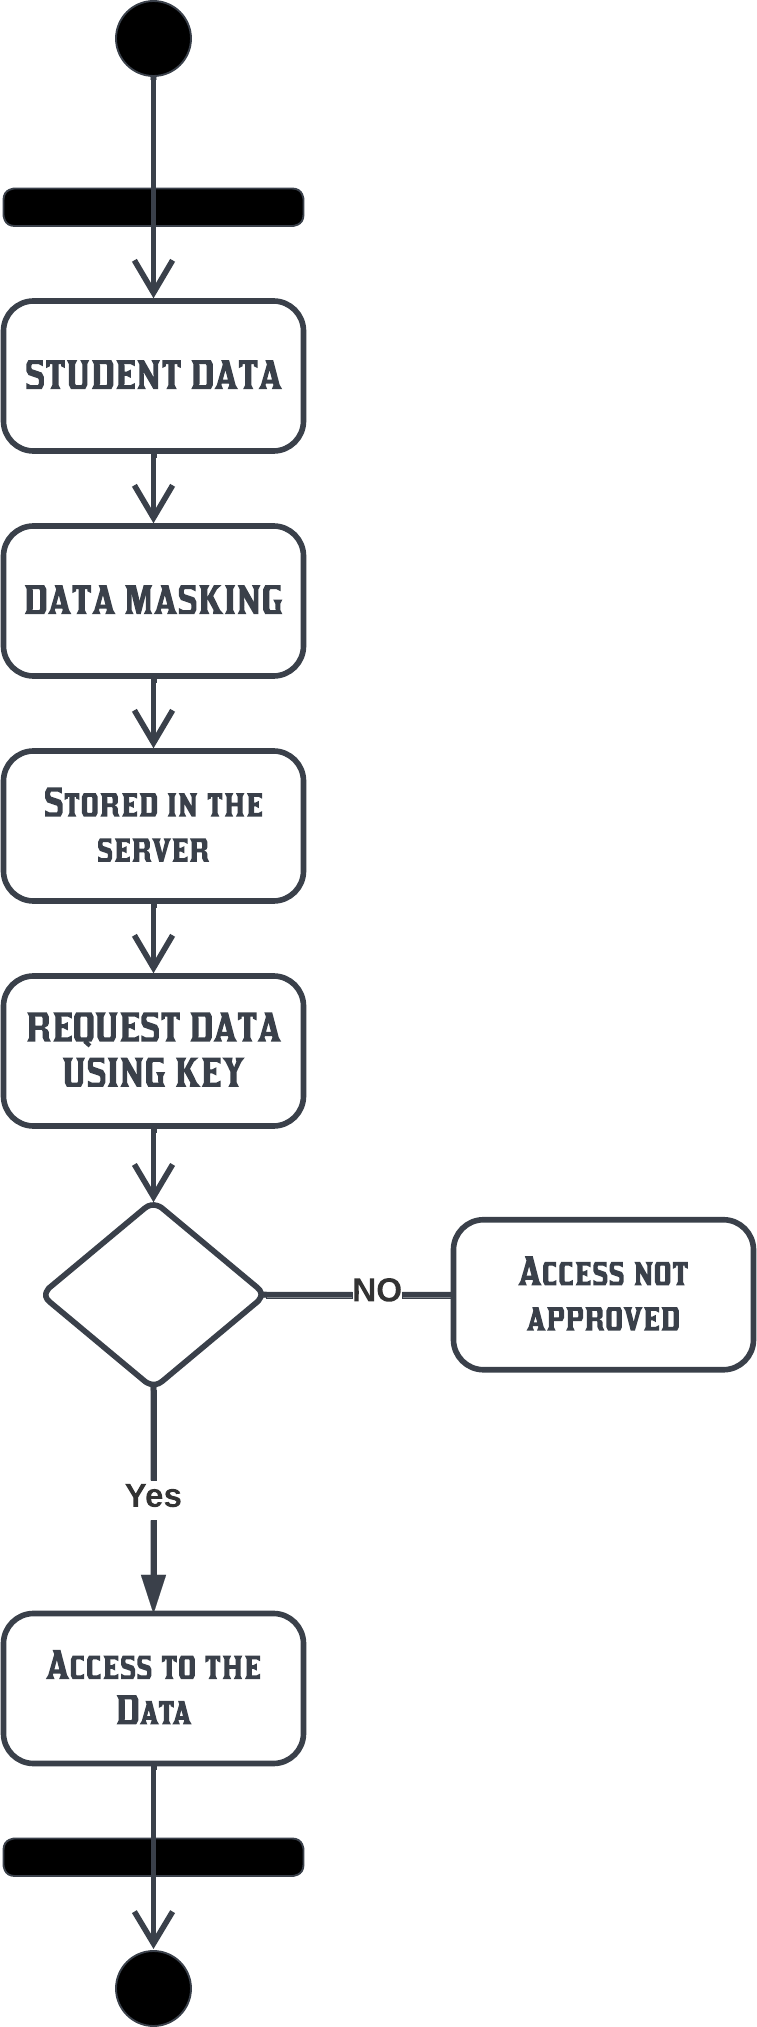 STUDENT DATA
DATA MASKING
Stored in the
server
REQUEST DATA
USING KEY
NO
Access not
approved
Yes
Access to the
Data